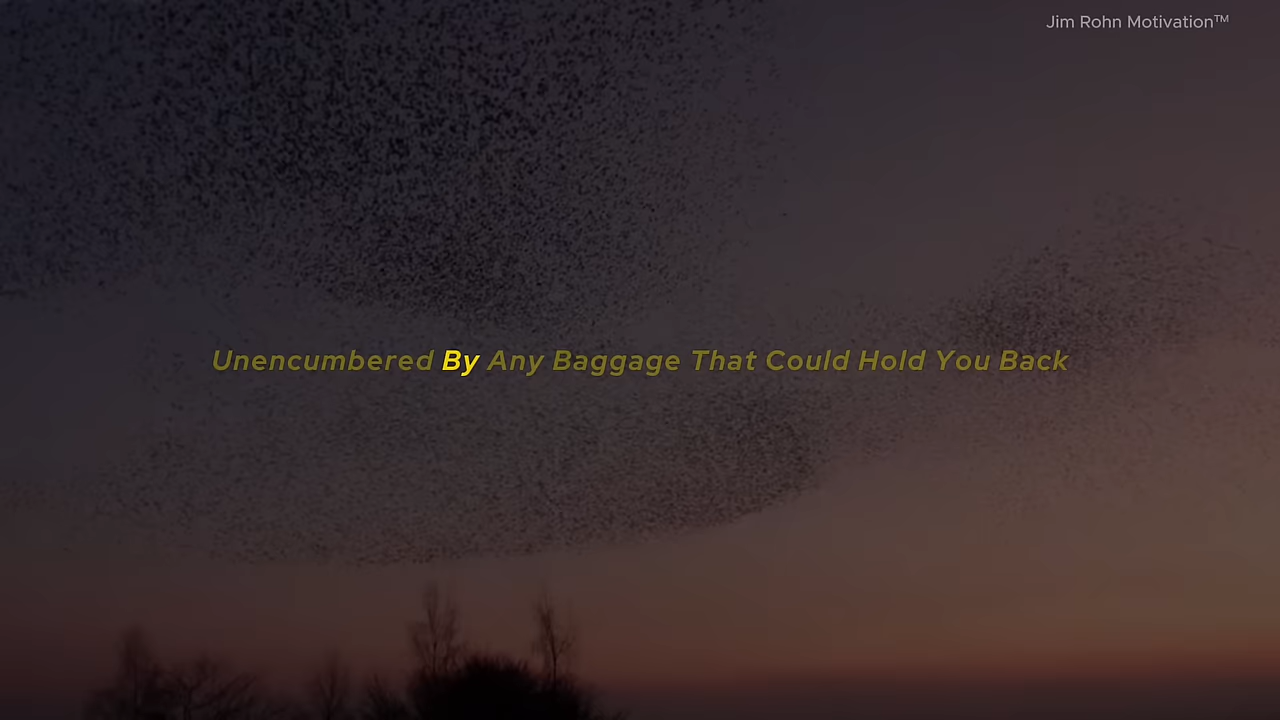 Jim Rohn Motivation™
Unencumbered By Any Baggage That Could Hold You Back